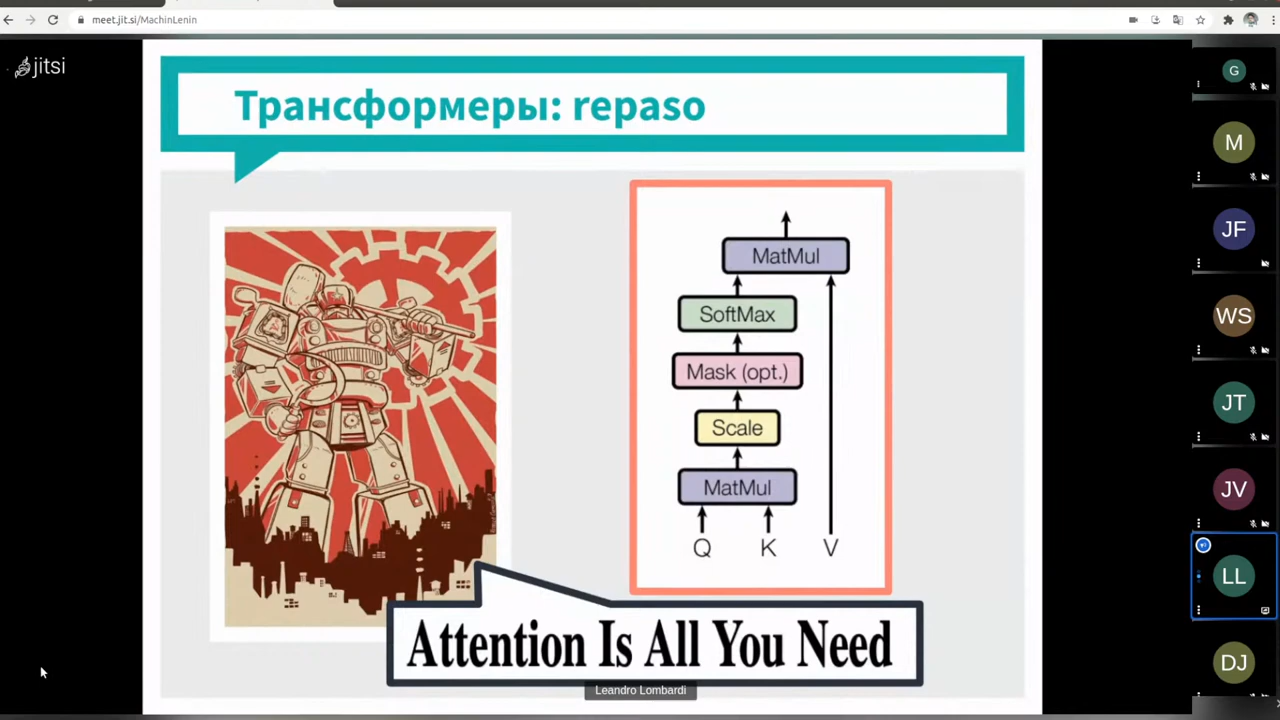 meet.jit.si/MachinLenin
jitsi
Трансформеры: repaso
MatMul
SoftMax
Mask (opt.)
Scale
MatMul
Q K V
Attention Is All You Need
Leandro Lombardi
G
M
JF
WS
JT
JV
LL
DJ